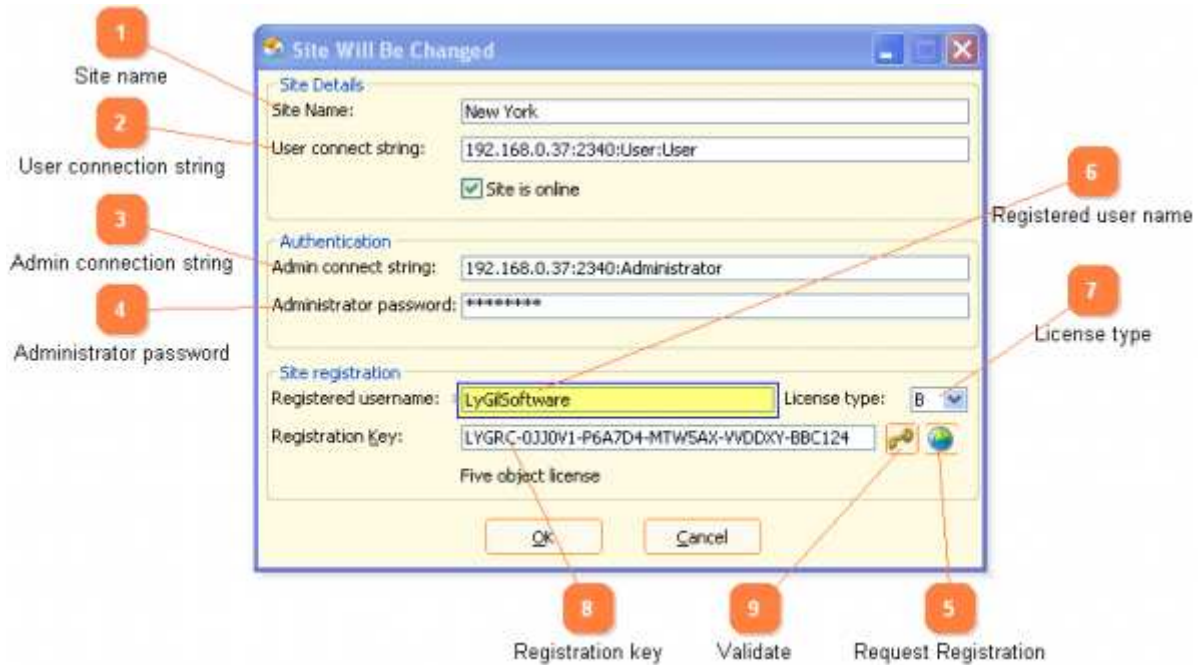 1
Site name
2
User connection string
3
Admin connection string
4
Administrator password
Site Will Be Changed
Site Details
Site Name: New York
User connect string: 192.168.0.37:2340:User:User
Site is online
Authentication
Admin connect string: 192.168.0.37:2340:Administrator
Administrator password: ********
Site registration
Registered username: LyGilSoftware License type: B
Registration Key: LYGRC-0JJ0V1-P6A7D4-MTWSAX-VVDDXY-BBC124
Five object license
OK Cancel
6
Registered user name
7
License type
8
Registration key
9
Validate
5
Request Registration